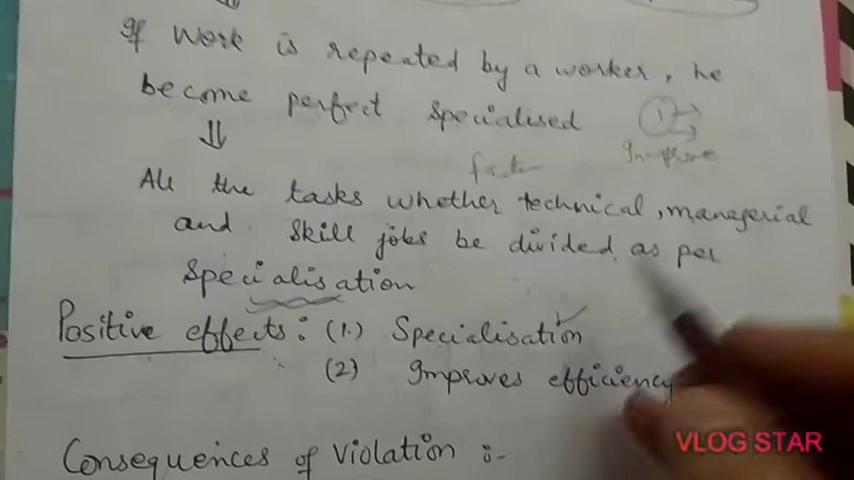 If Work is repeated by a worker, he
become perfect specialised
Improve
All the tasks whether technical, managerial
and skill jobs be divided as per
specialisation
Positive effects: (1.) Specialisation
(2) Improves efficiency
Consequences of violation :-
VLOG STAR